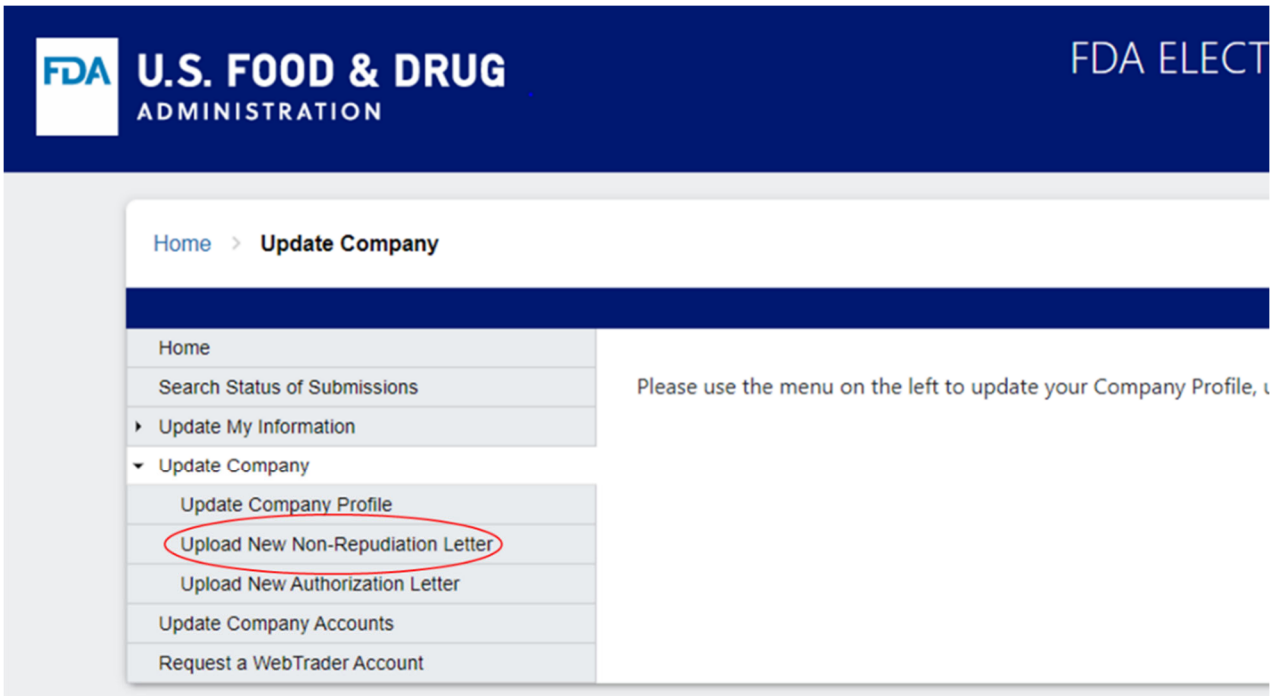 FDA U.S. FOOD & DRUG
ADMINISTRATION
FDA ELECT
Home > Update Company
Home
Search Status of Submissions
Please use the menu on the left to update your Company Profile, u
Update My Information
Update Company
Update Company Profile
Upload New Non-Repudiation Letter
Upload New Authorization Letter
Update Company Accounts
Request a WebTrader Account